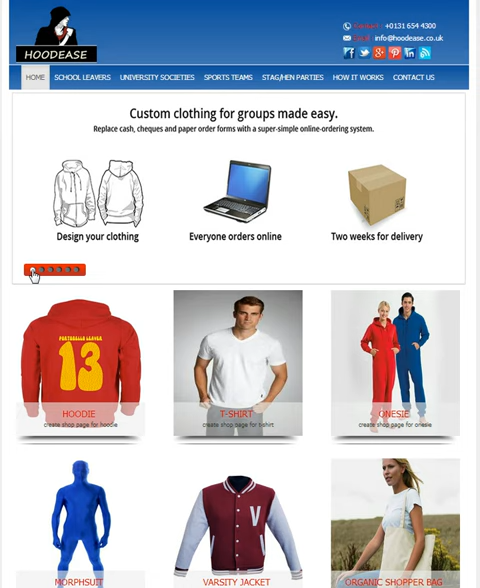 HOODEASE
+0131 654 4300
info@hoodease.co.uk
HOME SCHOOL LEAVERS UNIVERSITY SOCIETIES SPORTS TEAMS STAG/HEN PARTIES HOW IT WORKS CONTACT US
Custom clothing for groups made easy.
Replace cash, cheques and paper order forms with a super-simple online-ordering system.
Design your clothing Everyone orders online Two weeks for delivery
PORTOBELLO LEAVER
13
HOODIE T-SHIRT ONESIE
create shop page for hoodie create shop page for tshirt create shop page for onesie
V
MORPHSUIT VARSITY JACKET ORGANIC SHOPPER BAG